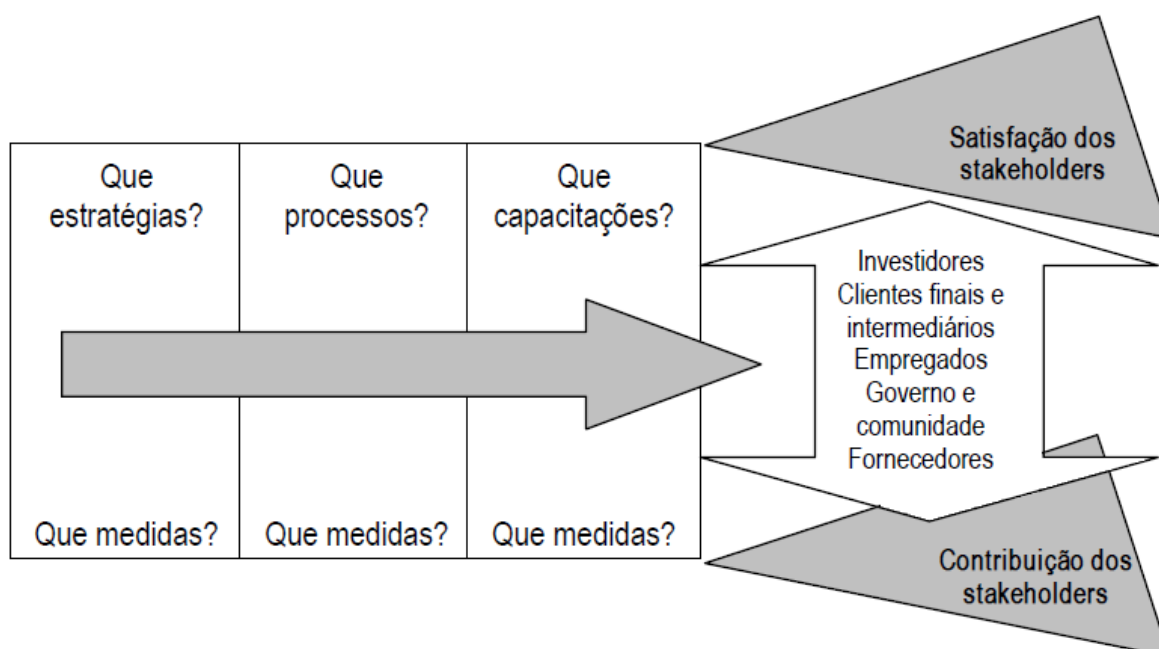 Que
estratégias?
Que
processos?
Que
capacitações?
Que medidas?
Que medidas?
Que medidas?
Satisfação dos
stakeholders
Investidores
Clientes finais e
intermediários
Empregados
Governo e
comunidade
Fornecedores
Contribuição dos
stakeholders